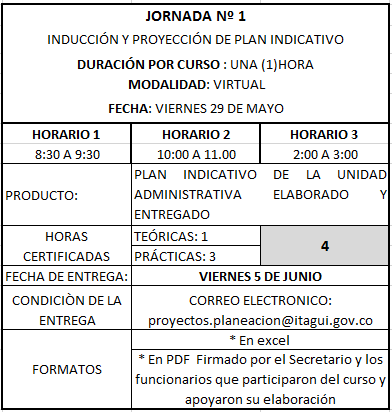 JORNADA Nº 1
INDUCCIÓN Y PROYECCIÓN DE PLAN INDICATIVO
DURACIÓN POR CURSO : UNA (1)HORA
MODALIDAD: VIRTUAL
FECHA: VIERNES 29 DE MAYO
HORARIO 1 HORARIO 2 HORARIO 3
8:30 A 9:30 10:00 A 11.00 2:00 A 3:00
PRODUCTO:
PLAN INDICATIVO DE LA UNIDAD
ADMINISTRATIVA ELABORADO Y
ENTREGADO
HORAS
CERTIFICADAS
TEÓRICAS: 1
PRÁCTICAS: 3
4
FECHA DE ENTREGA: VIERNES 5 DE JUNIO
CONDICIÒN DE LA
ENTREGA
CORREO ELECTRONICO:
proyectos.planeacion@itagui.gov.co
FORMATOS
* En excel
* En PDF Firmado por el Secretario y los
funcionarios que participaron del curso y
apoyaron su elaboración